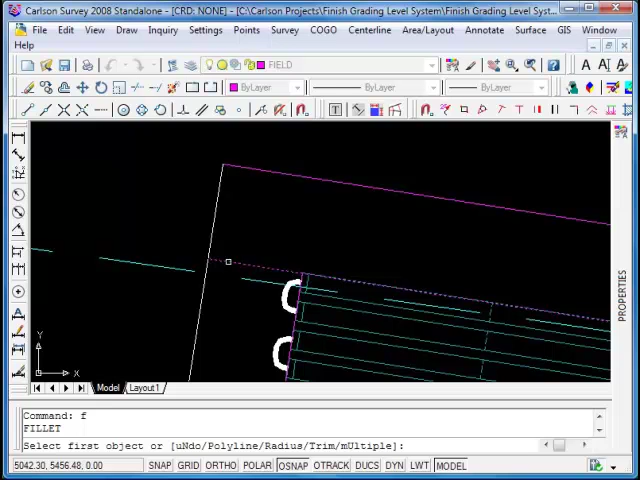 Carlson Survey 2008 Standalone - [CRD: NONE] - [C:\Carlson Projects\Finish Grading Level System\Finish Grading Level Syst...
File Edit View Draw Inquiry Settings Points Survey COGO Centerline Area/Layout Annotate Surface GIS Window
Help
FIELD
ByLayer ByLayer ByLayer
PROPERTIES
Y
X
Model Layout1
Command: f
FILLET
Select first object or [uNdo/Polyline/Radius/Trim/mUltiple]:
5042.30, 5456.48, 0.00 SNAP GRID ORTHO POLAR OSNAP OTRACK DUCS DYN LWT MODEL